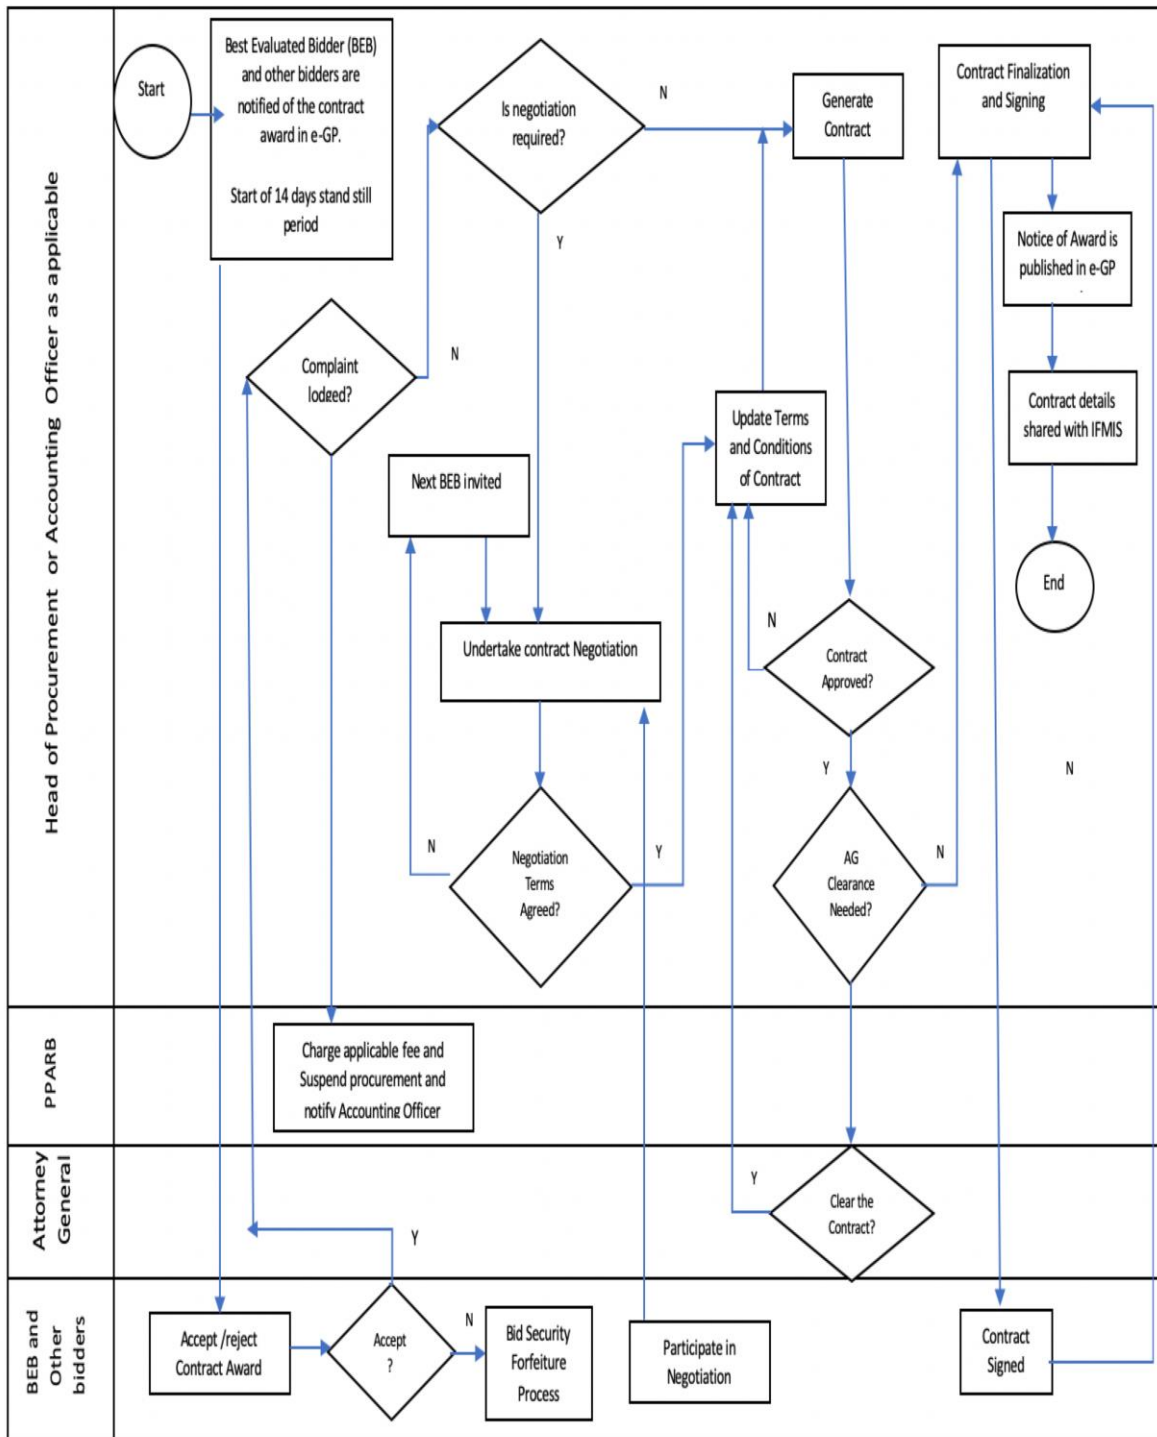 Head of Procurement or Accounting Officer as applicable
Start
Best Evaluated Bidder (BEB)
and other bidders are
notified of the contract
award in e-GP.
Start of 14 days stand still
period
Is negotiation
required?
N
Y
Generate
Contract
Contract Finalization
and Signing
Notice of Award is
published in e-GP
Contract details
shared with IFMIS
End
Complaint
lodged?
N
Next BEB invited
Update Terms
and Conditions
of Contract
Undertake contract Negotiation
N
Contract
Approved?
Y
N
Negotiation
Terms
Agreed?
N
Y
AG
Clearance
Needed?
N
PPARB
Charge applicable fee and
Suspend procurement and
notify Accounting Officer
Attorney
General
Y
Clear the
Contract?
Y
BEB and
Other
bidders
Accept /reject
Contract Award
Accept
?
N
Bid Security
Forfeiture
Process
Participate in
Negotiation
Contract
Signed